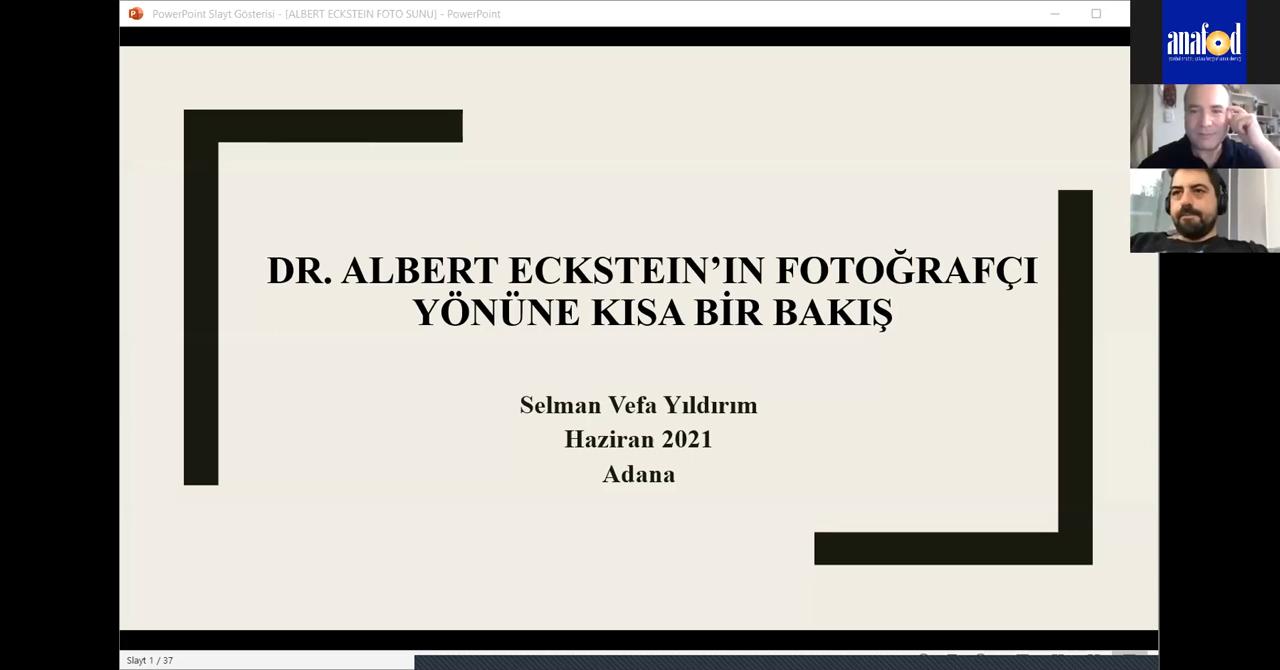 PowerPoint Slayt Gösterisi - [ALBERT ECKSTEIN FOTO SUNU] - PowerPoint
anafod
DR. ALBERT ECKSTEIN’IN FOTOĞRAFÇI
YÖNÜNE KISA BİR BAKIŞ
Selman Vefa Yıldırım
Haziran 2021
Adana
Slayt 1 / 37